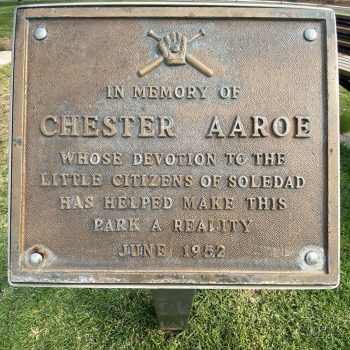 IN MEMORY OF
CHESTER AAROE
WHOSE DEVOTION TO THE
LITTLE CITIZENS OF SOLEDAD
HAS HELPED MAKE THIS
PARK A REALITY
JUNE 1952